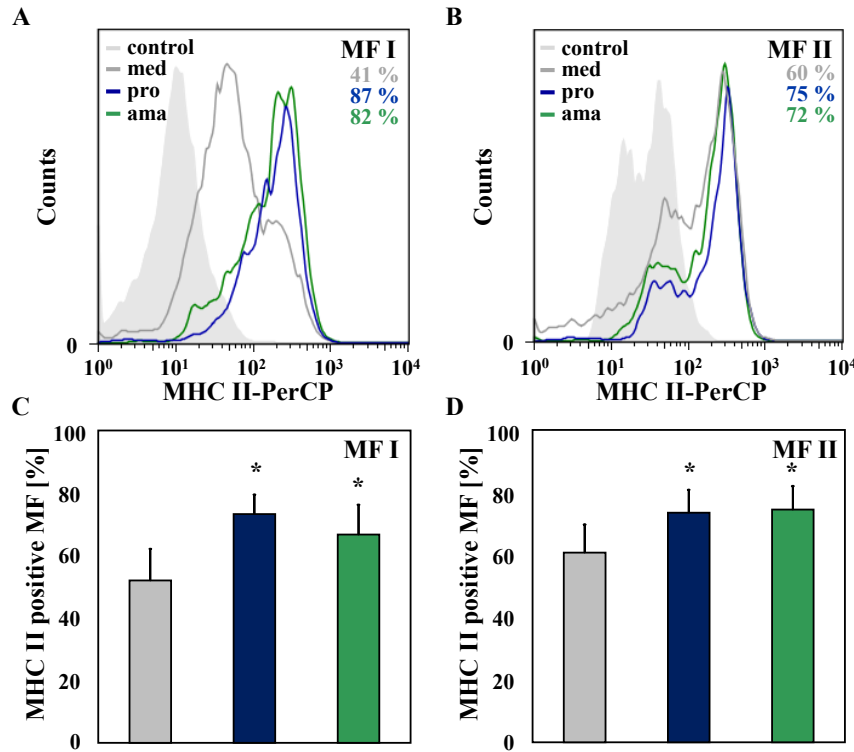 A
control
med
pro
ama
MF I
41 %
87 %
82 %
Counts
0
10⁰ 10¹ 10² 10³ 10⁴
MHC II-PerCP
B
control
med
pro
ama
MF II
60 %
75 %
72 %
Counts
0
10⁰ 10¹ 10² 10³ 10⁴
MHC II-PerCP
C
MF I
MHC II positive MF [%]
100
80
60
40
20
0
*
*
D
MF II
MHC II positive MF [%]
100
80
60
40
20
0
*
*